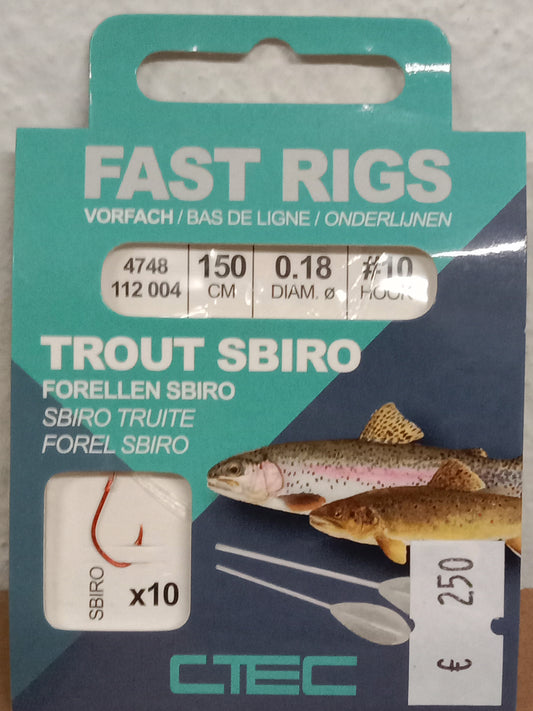 FAST RIGS
VORFACH / BAS DE LIGNE / ONDERLIJNEN
4748
112 004
150
CM
0.18
DIAM. ø
#10
HOOK
TROUT SBIRO
FORELLEN SBIRO
SBIRO TRUITE
FOREL SBIRO
SBIRO
x10
€ 250
CTEC